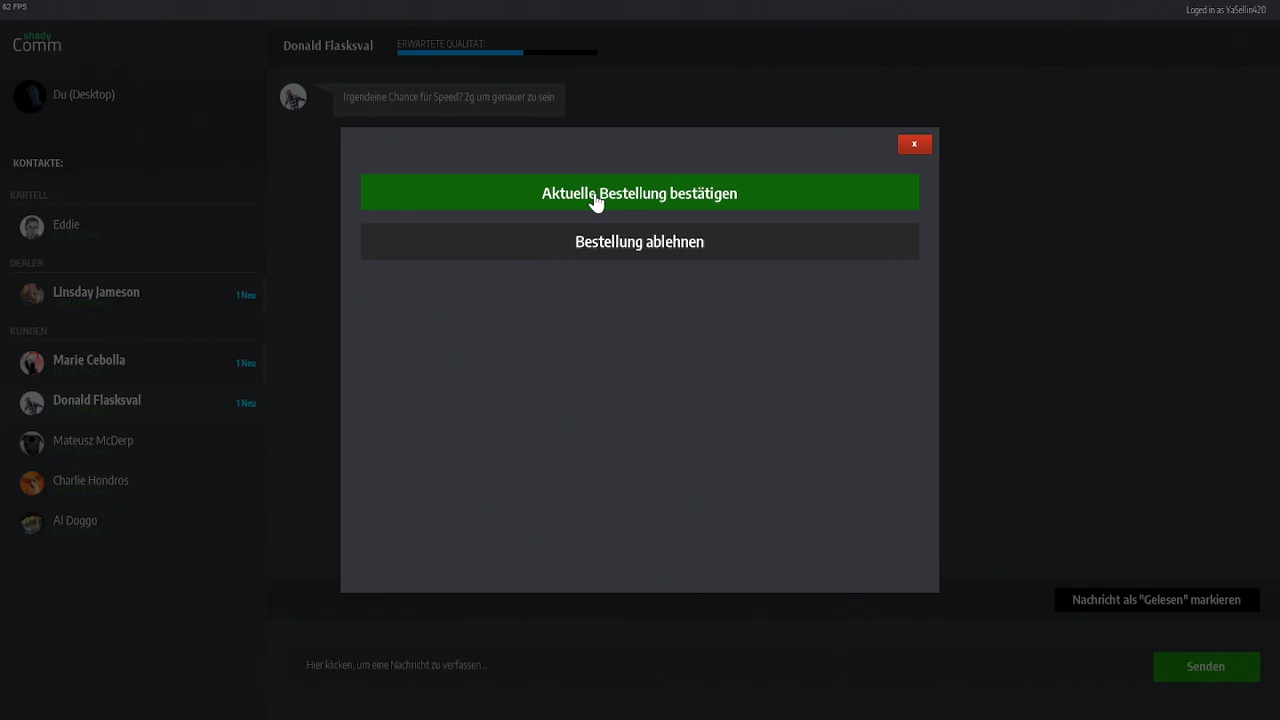 62 FPS
Loged in as YaSellin420
shady
Comm
Donald Flasksval
ERWARTETE QUALITÄT:
Du (Desktop)
Irgendeine Chance für Speed? 2g um genauer zu sein
x
KONTAKTE:
Aktuelle Bestellung bestätigen
KARTELL
Eddie
Bestellung ablehnen
DEALER
Linsday Jameson
1 Neu
KUNDEN
Marie Cebolla
1 Neu
Donald Flasksval
1 Neu
Mateusz McDerp
Charlie Hondros
Al Doggo
Nachricht als "Gelesen" markieren
Hier klicken, um eine Nachricht zu verfassen...
Senden